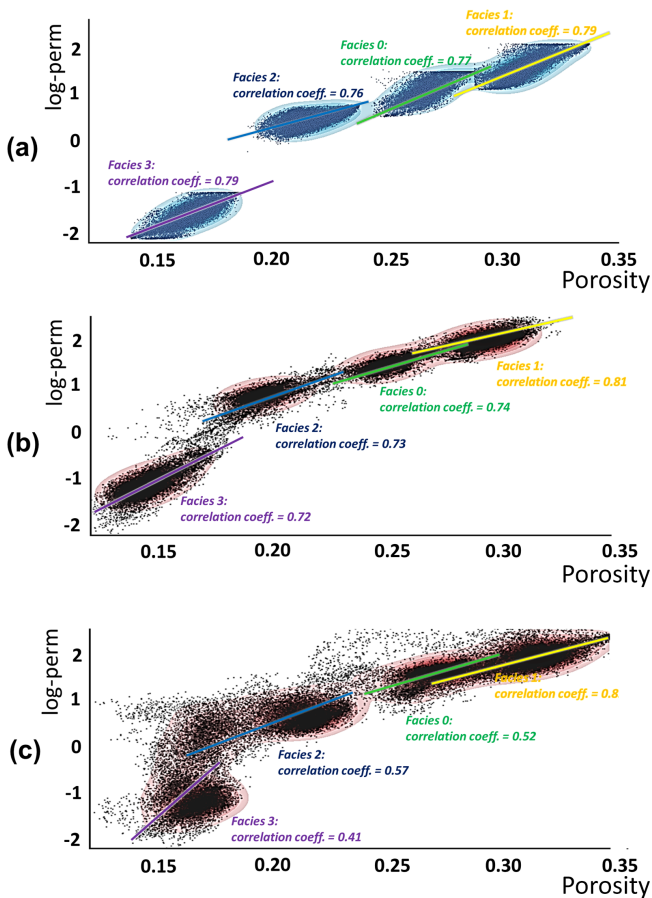 Facies 1:
correlation coeff. = 0.79
Facies 0:
correlation coeff. = 0.77
Facies 2:
correlation coeff. = 0.76
Facies 3:
correlation coeff. = 0.79
log-perm
2
1
0
-1
-2
(a)
0.15 0.20 0.25 0.30 0.35
Porosity
log-perm
2
1
0
-1
-2
(b)
Facies 1:
correlation coeff. = 0.81
Facies 0:
correlation coeff. = 0.74
Facies 2:
correlation coeff. = 0.73
Facies 3:
correlation coeff. = 0.72
0.15 0.20 0.25 0.30 0.35
Porosity
log-perm
2
1
0
-1
-2
(c)
Facies 1:
correlation coeff. = 0.8
Facies 0:
correlation coeff. = 0.52
Facies 2:
correlation coeff. = 0.57
Facies 3:
correlation coeff. = 0.41
0.15 0.20 0.25 0.30 0.35
Porosity